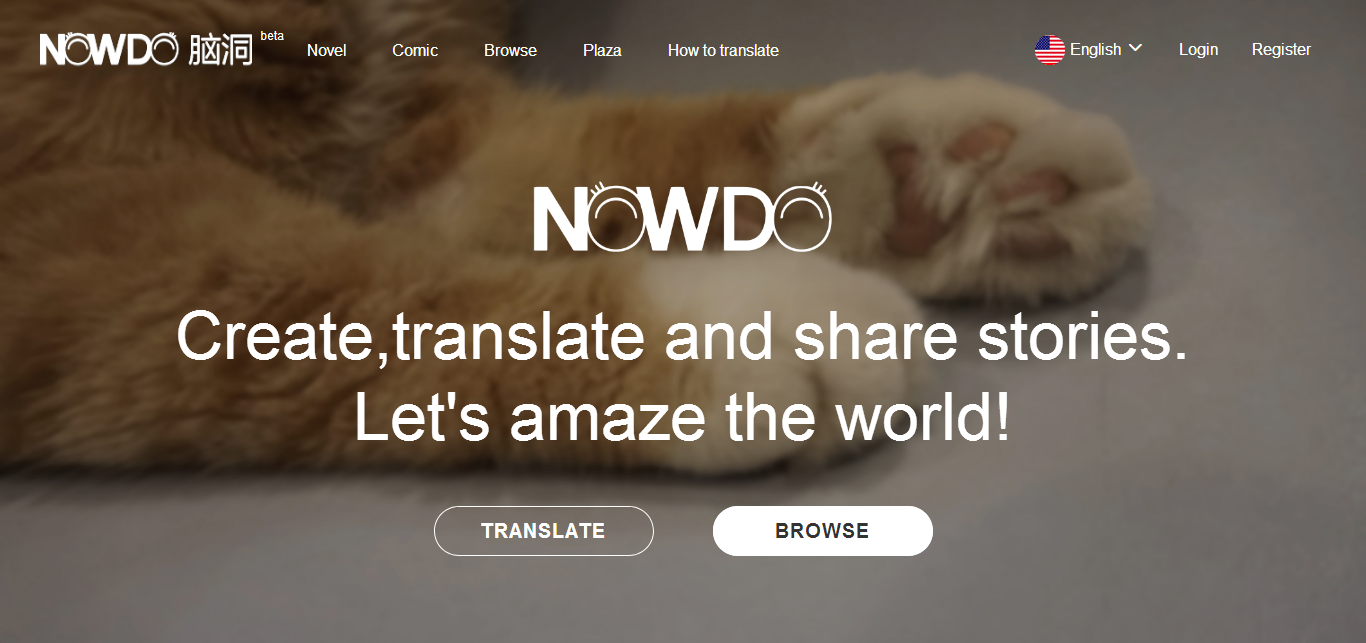 NOWDO 脑洞 beta Novel Comic Browse Plaza How to translate English Login Register
NOWDO
Create,translate and share stories.
Let's amaze the world!
TRANSLATE BROWSE